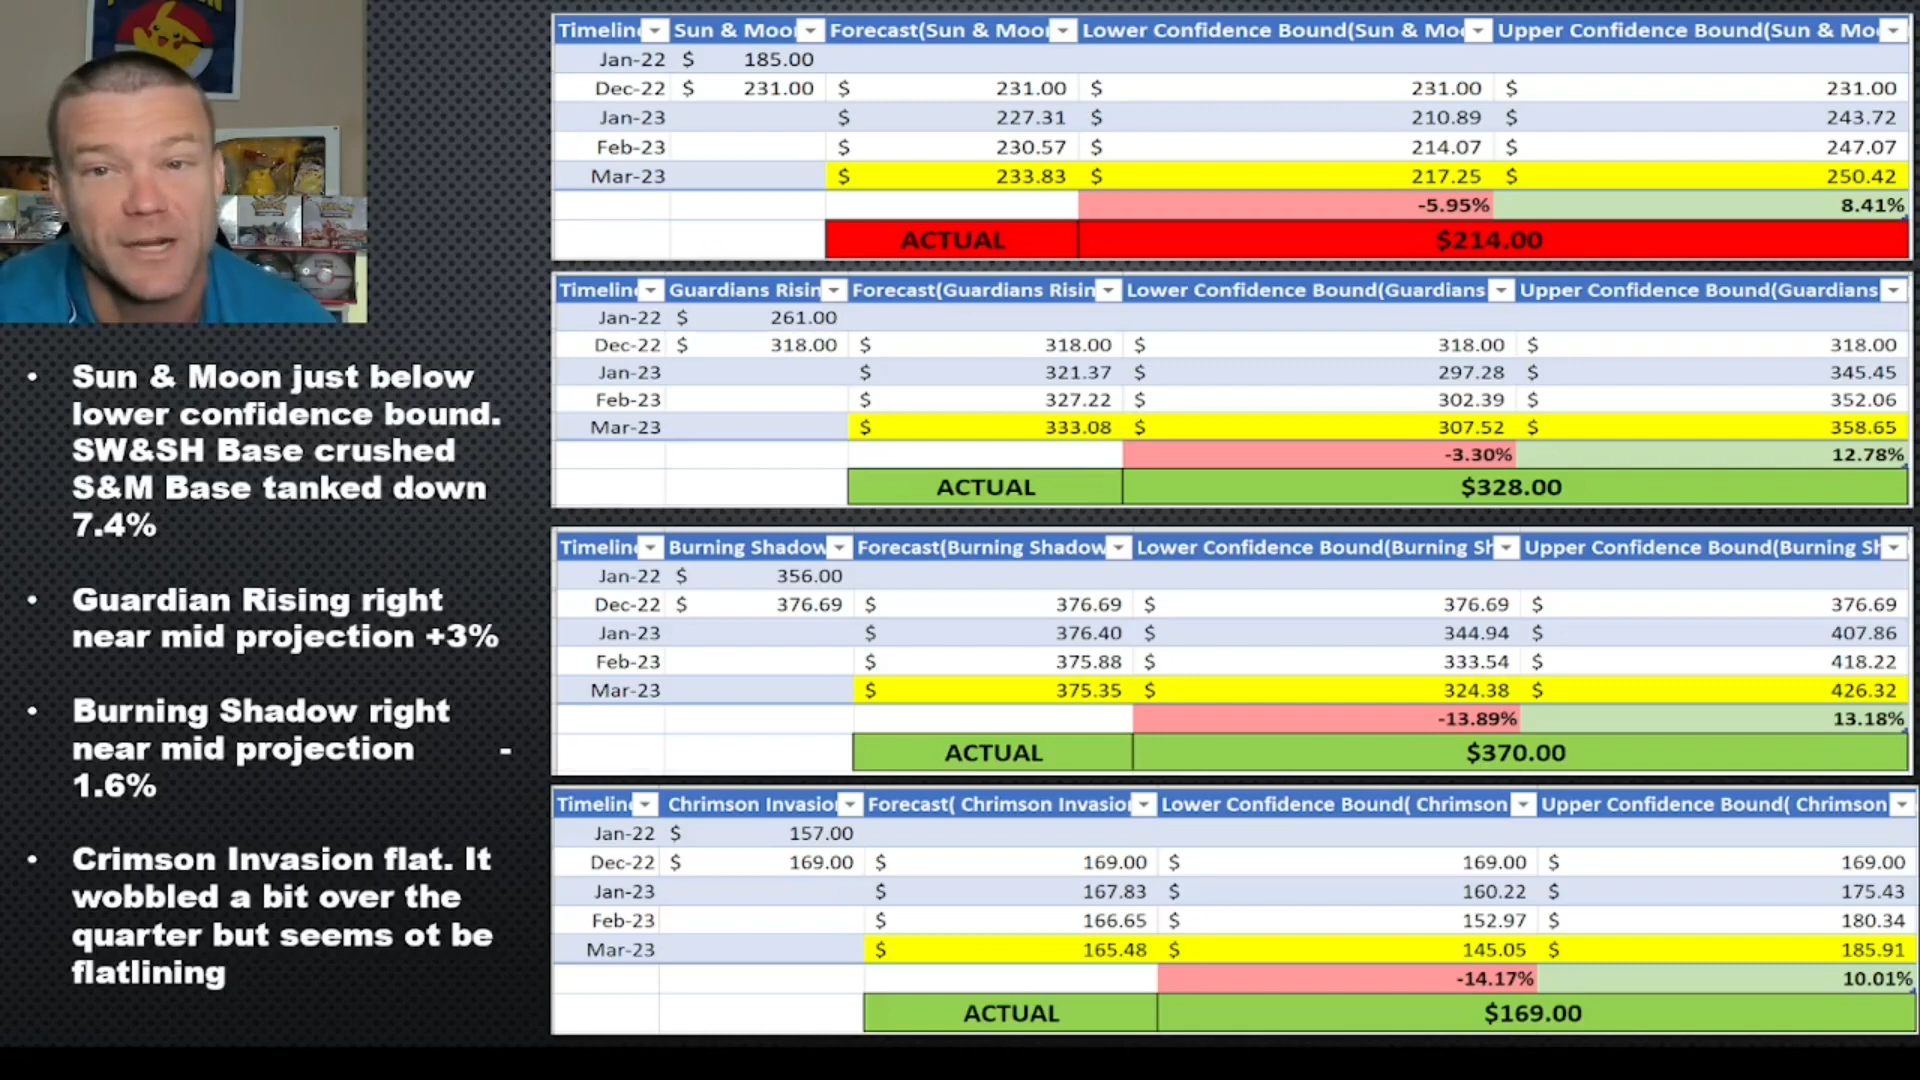 Sun & Moon just below
lower confidence bound.
SW&SH Base crushed
S&M Base tanked down
7.4%
Guardian Rising right
near mid projection +3%
Burning Shadow right
near mid projection -
1.6%
Crimson Invasion flat. It
wobbled a bit over the
quarter but seems ot be
flatlining
Timeline Sun & Moon Forecast(Sun & Moon Lower Confidence Bound(Sun & Mo Upper Confidence Bound(Sun & Mo
Jan-22 $ 185.00
Dec-22 $ 231.00 $ 231.00 $ 231.00 $ 231.00
Jan-23 $ 227.31 $ 210.89 $ 243.72
Feb-23 $ 230.57 $ 214.07 $ 247.07
Mar-23 $ 233.83 $ 217.25 $ 250.42
-5.95% 8.41%
ACTUAL $214.00
Timeline Guardians Risin Forecast(Guardians Risin Lower Confidence Bound(Guardians Upper Confidence Bound(Guardians
Jan-22 $ 261.00
Dec-22 $ 318.00 $ 318.00 $ 318.00 $ 318.00
Jan-23 $ 321.37 $ 297.28 $ 345.45
Feb-23 $ 327.22 $ 302.39 $ 352.06
Mar-23 $ 333.08 $ 307.52 $ 358.65
-3.30% 12.78%
ACTUAL $328.00
Timeline Burning Shadow Forecast(Burning Shadow Lower Confidence Bound(Burning Sh Upper Confidence Bound(Burning Sh
Jan-22 $ 356.00
Dec-22 $ 376.69 $ 376.69 $ 376.69 $ 376.69
Jan-23 $ 376.40 $ 344.94 $ 407.86
Feb-23 $ 375.88 $ 333.54 $ 418.22
Mar-23 $ 375.35 $ 324.38 $ 426.32
-13.89% 13.18%
ACTUAL $370.00
Timeline Chrimson Invasion Forecast( Chrimson Invasion Lower Confidence Bound( Chrimson Upper Confidence Bound( Chrimson
Jan-22 $ 157.00
Dec-22 $ 169.00 $ 169.00 $ 169.00 $ 169.00
Jan-23 $ 167.83 $ 160.22 $ 175.43
Feb-23 $ 166.65 $ 152.97 $ 180.34
Mar-23 $ 165.48 $ 145.05 $ 185.91
-14.17% 10.01%
ACTUAL $169.00